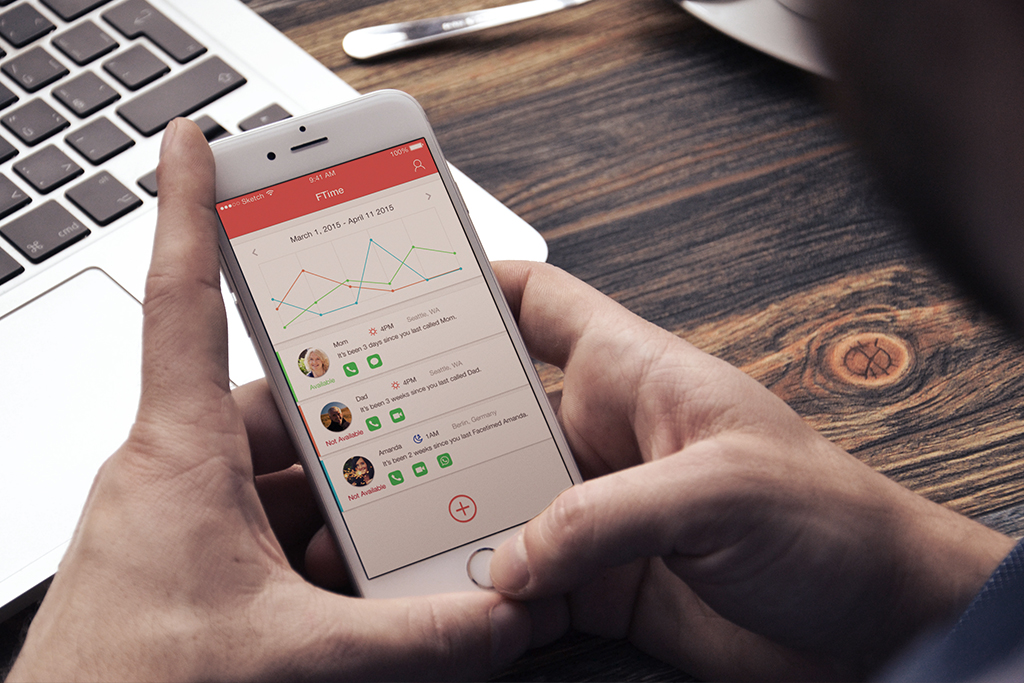 Sketch
9:41 AM
100%
FTime
March 1, 2015 - April 11 2015
Mom 4PM Seattle, WA
It's been 3 days since you last called Mom.
Available
Dad 4PM Seattle, WA
It's been 3 weeks since you last called Dad.
Not Available
Amanda 1AM Berlin, Germany
It's been 2 weeks since you last Facetimed Amanda.
Not Available
cmd